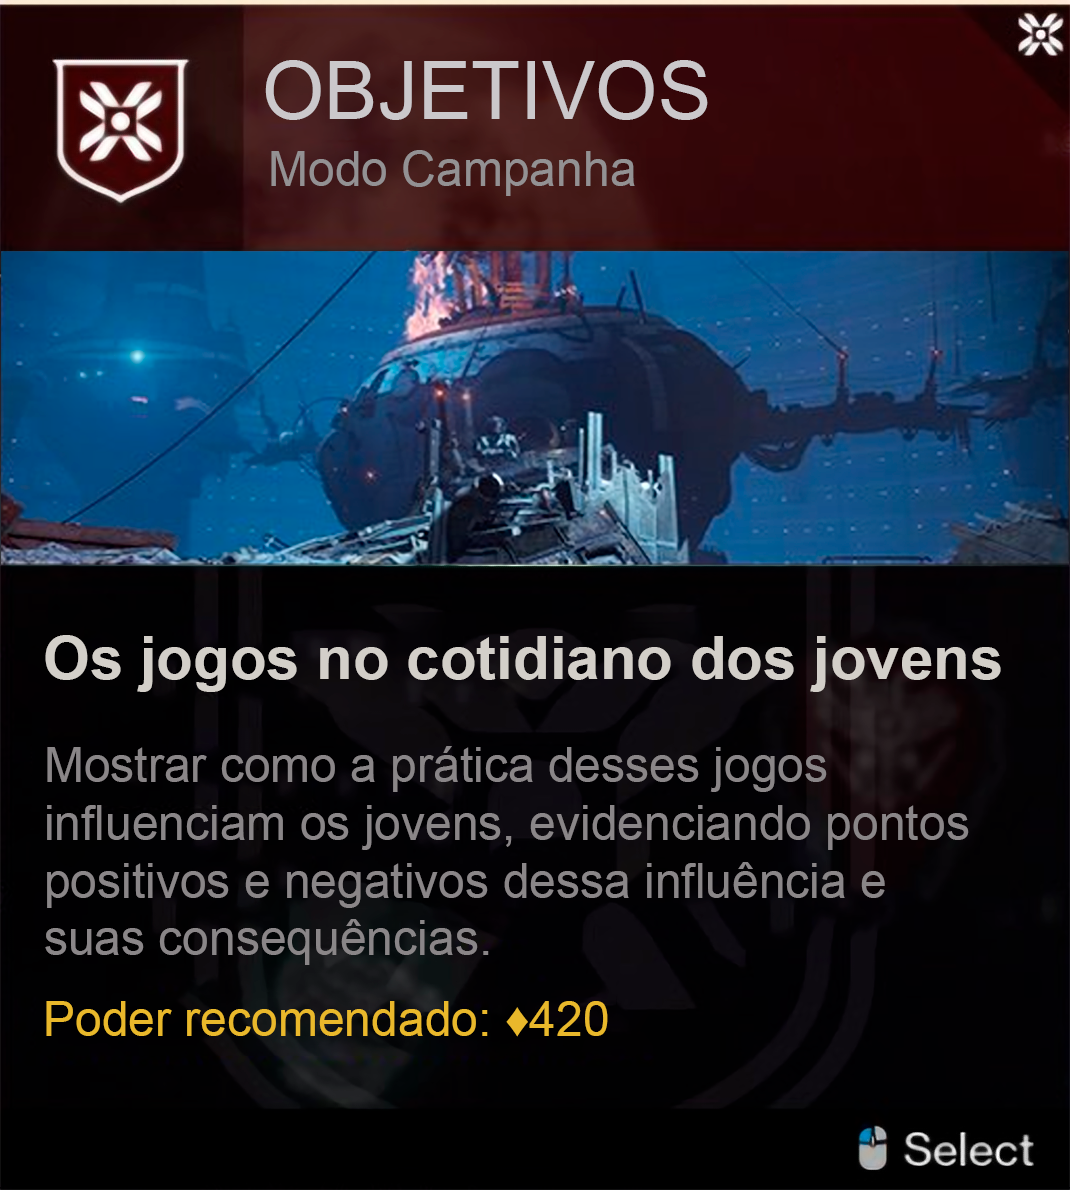 OBJETIVOS
Modo Campanha
Os jogos no cotidiano dos jovens
Mostrar como a prática desses jogos
influenciam os jovens, evidenciando pontos
positivos e negativos dessa influência e
suas consequências.
Poder recomendado: ♦420
Select